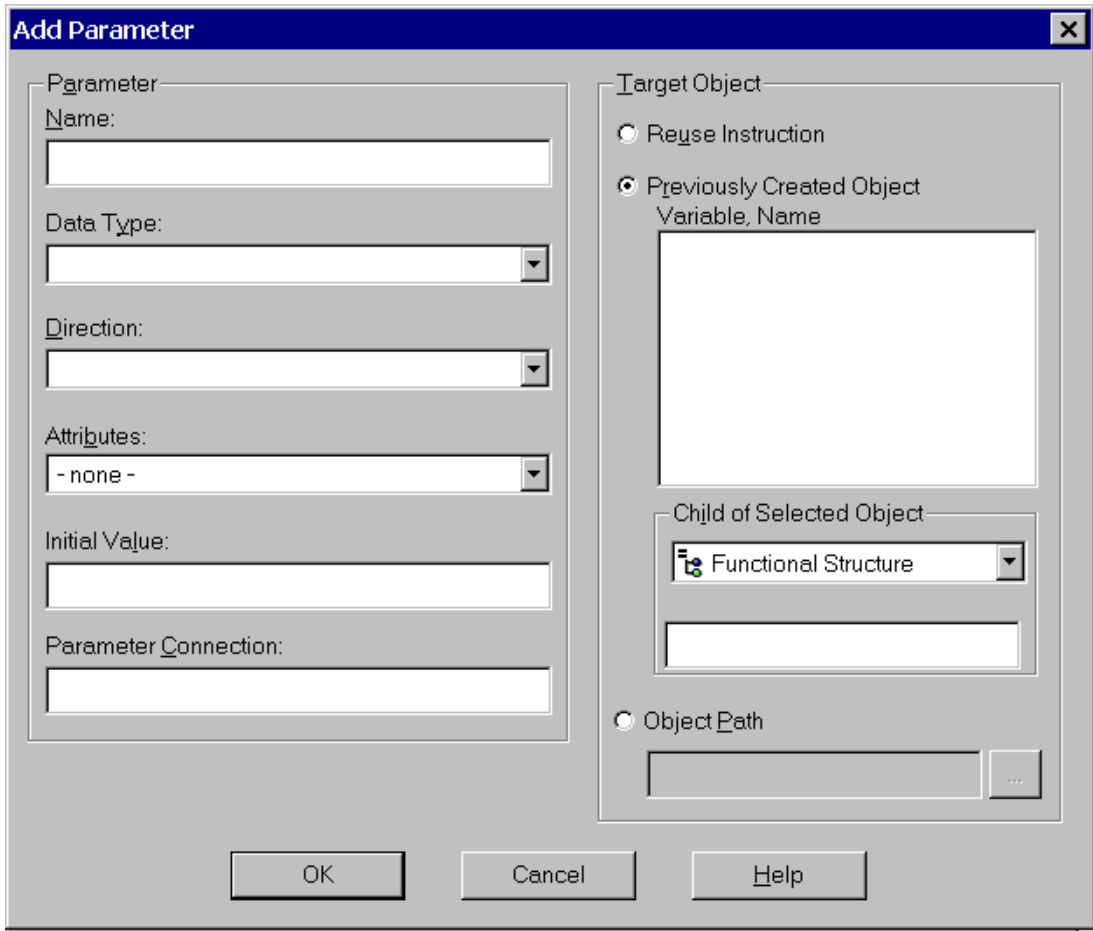 Add Parameter
Parameter
Name:
Data Type:
Direction:
Attributes:
- none -
Initial Value:
Parameter Connection:
Target Object
Reuse Instruction
Previously Created Object
Variable, Name
Child of Selected Object
Functional Structure
Object Path
...
OK
Cancel
Help